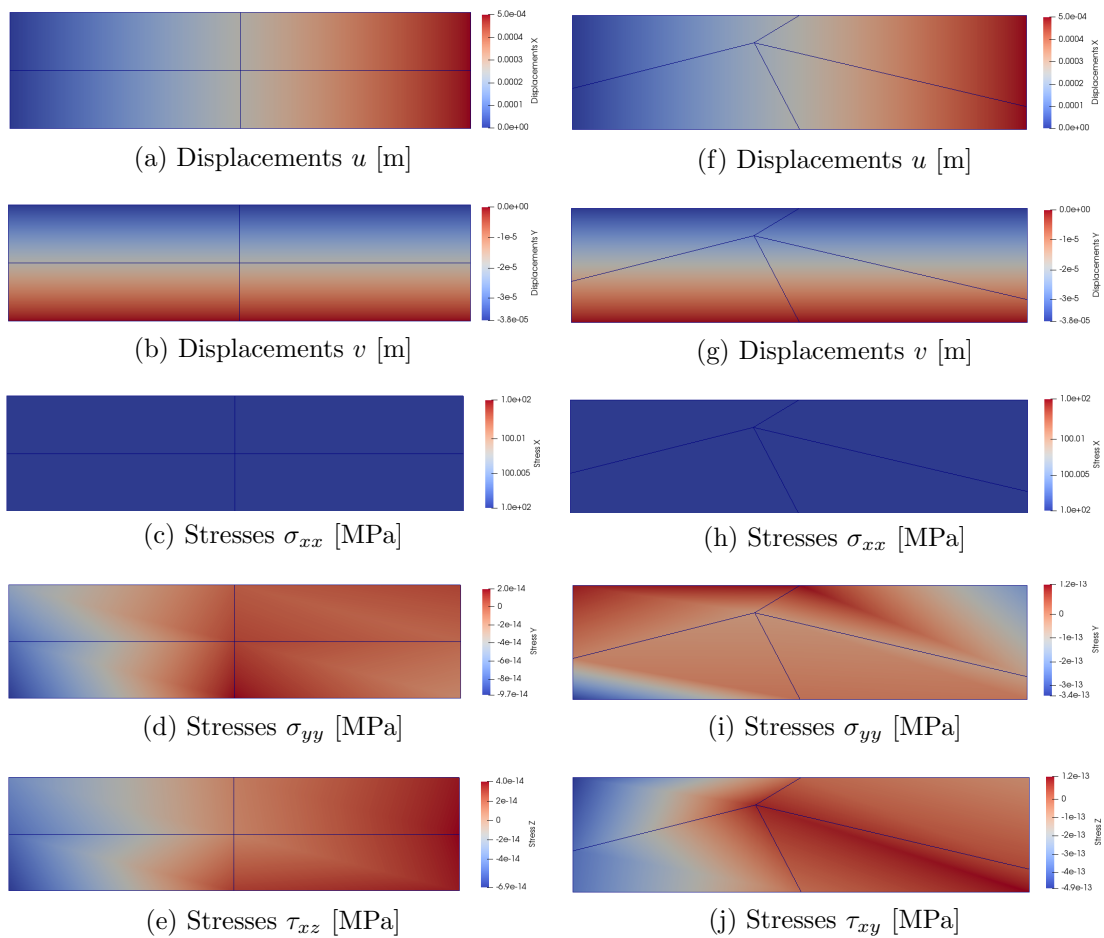 5.0e-04
0.0004
0.0003
0.0002
0.0001
0.0e+00
Displacements X
(a) Displacements u [m]
5.0e-04
0.0004
0.0003
0.0002
0.0001
0.0e+00
Displacements X
(f) Displacements u [m]
0.0e+00
-1e-5
-2e-5
-3e-5
-3.8e-05
Displacements Y
(b) Displacements v [m]
0.0e+00
-1e-5
-2e-5
-3e-5
-3.8e-05
Displacements Y
(g) Displacements v [m]
1.0e+02
100.01
100.005
1.0e+02
Stress X
(c) Stresses σxx [MPa]
1.0e+02
100.01
100.005
1.0e+02
Stress X
(h) Stresses σxx [MPa]
2.0e-14
0
-2e-14
-4e-14
-6e-14
-8e-14
-9.7e-14
Stress Y
(d) Stresses σyy [MPa]
1.2e-13
0
-1e-13
-2e-13
-3e-13
-3.4e-13
Stress Y
(i) Stresses σyy [MPa]
4.0e-14
2e-14
0
-2e-14
-4e-14
-6.9e-14
Stress Z
(e) Stresses τxz [MPa]
1.2e-13
0
-1e-13
-2e-13
-3e-13
-4e-13
-4.9e-13
Stress Z
(j) Stresses τxy [MPa]